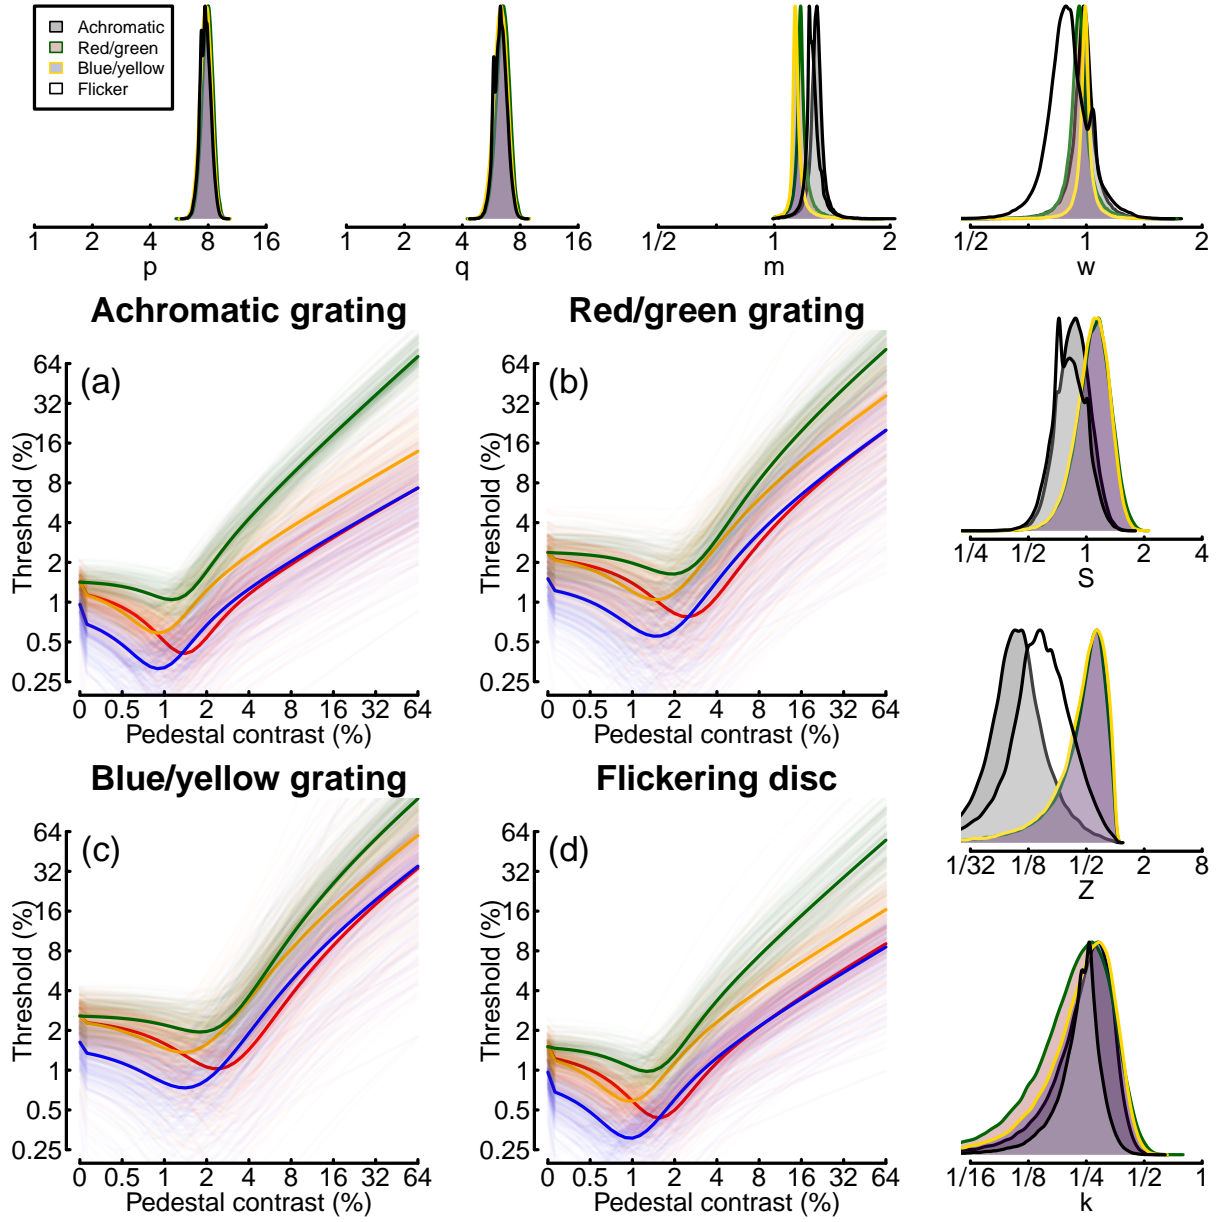 Achromatic
Red/green
Blue/yellow
Flicker
1 2 4 8 16
p
1 2 4 8 16
q
1/2 1 2
m
1/2 1 2
w
Achromatic grating
(a)
64
32
16
8
4
2
1
0.5
0.25
Threshold (%)
0 0.5 1 2 4 8 16 32 64
Pedestal contrast (%)
Red/green grating
(b)
64
32
16
8
4
2
1
0.5
0.25
Threshold (%)
0 0.5 1 2 4 8 16 32 64
Pedestal contrast (%)
1/4 1/2 1 2 4
S
1/32 1/8 1/2 2 8
Z
Blue/yellow grating
(c)
64
32
16
8
4
2
1
0.5
0.25
Threshold (%)
0 0.5 1 2 4 8 16 32 64
Pedestal contrast (%)
Flickering disc
(d)
64
32
16
8
4
2
1
0.5
0.25
Threshold (%)
0 0.5 1 2 4 8 16 32 64
Pedestal contrast (%)
1/16 1/8 1/4 1/2 1
k